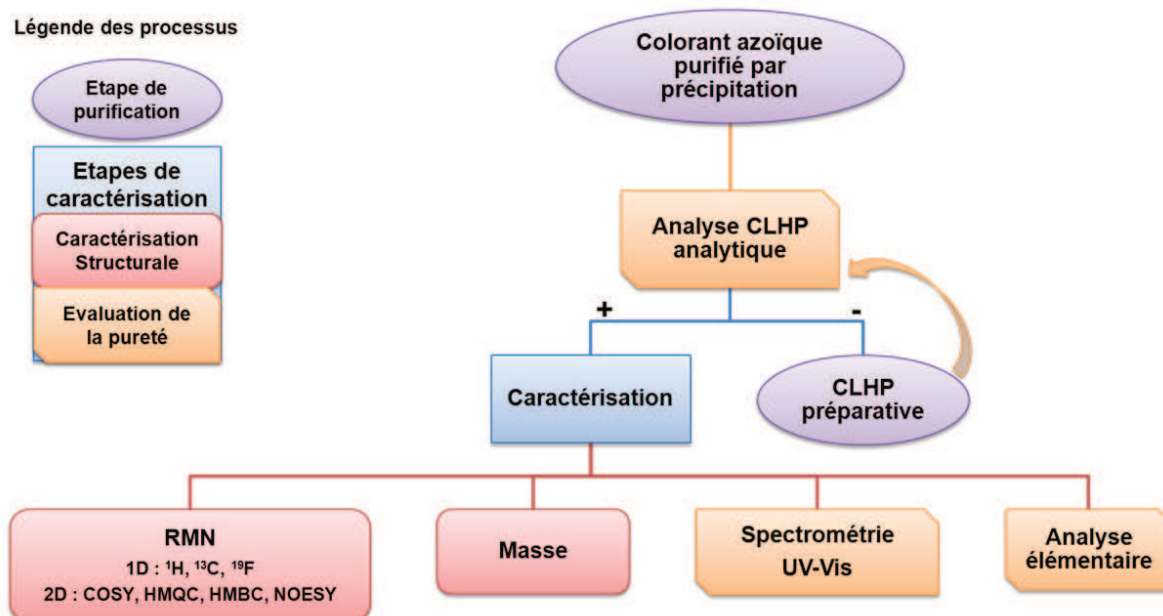 Légende des processus
Etape de
purification
Etapes de
caractérisation
Caractérisation
Structurale
Evaluation de
la pureté
Colorant azoïque
purifié par
précipitation
Analyse CLHP
analytique
+
-
Caractérisation
CLHP
préparative
RMN
1D : ¹H, ¹³C, ¹⁹F
2D : COSY, HMQC, HMBC, NOESY
Masse
Spectrométrie
UV-Vis
Analyse
élémentaire